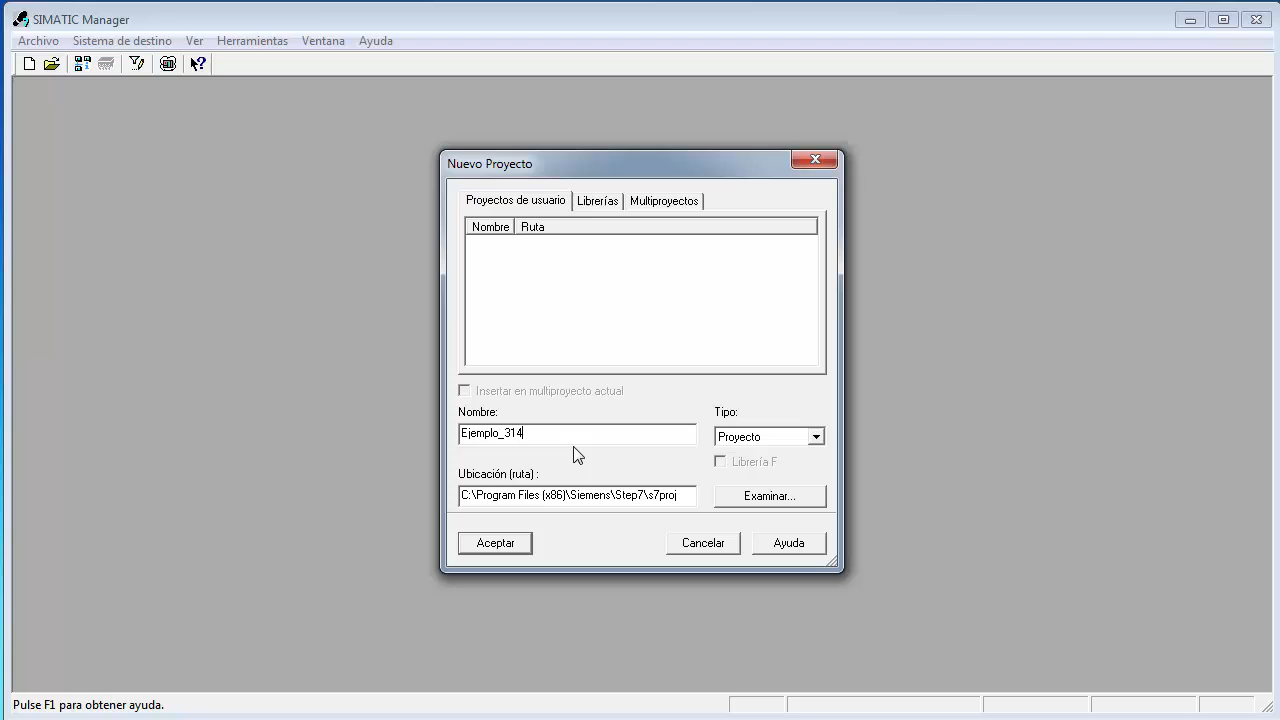 SIMATIC Manager
Archivo Sistema de destino Ver Herramientas Ventana Ayuda
Nuevo Proyecto
Proyectos de usuario Librerías Multiproyectos
Nombre Ruta
Insertar en multiproyecto actual
Nombre: Tipo:
Ejemplo_314 Proyecto
Librería F
Ubicación (ruta) :
C:\Program Files (x86)\Siemens\Step7\s7proj Examinar...
Aceptar Cancelar Ayuda
Pulse F1 para obtener ayuda.